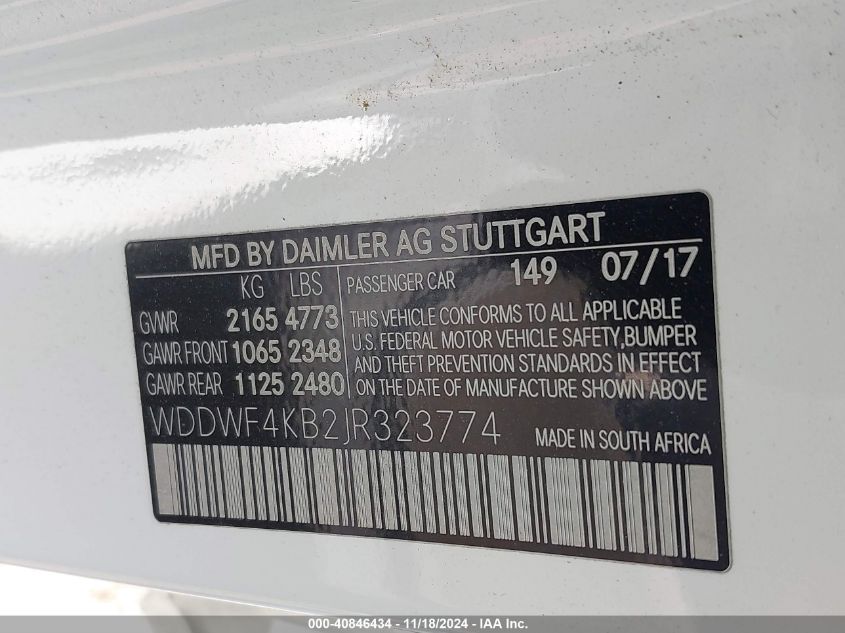 MFD BY DAIMLER AG STUTTGART
KG LBS PASSENGER CAR 149 07/17
GVWR 2165 4773 THIS VEHICLE CONFORMS TO ALL APPLICABLE
GAWR FRONT 1065 2348 U.S. FEDERAL MOTOR VEHICLE SAFETY, BUMPER
GAWR REAR 1125 2480 AND THEFT PREVENTION STANDARDS IN EFFECT
ON THE DATE OF MANUFACTURE SHOWN ABOVE
WDDWF4KB2JR323774 MADE IN SOUTH AFRICA
000-40846434 - 11/18/2024 - IAA Inc.